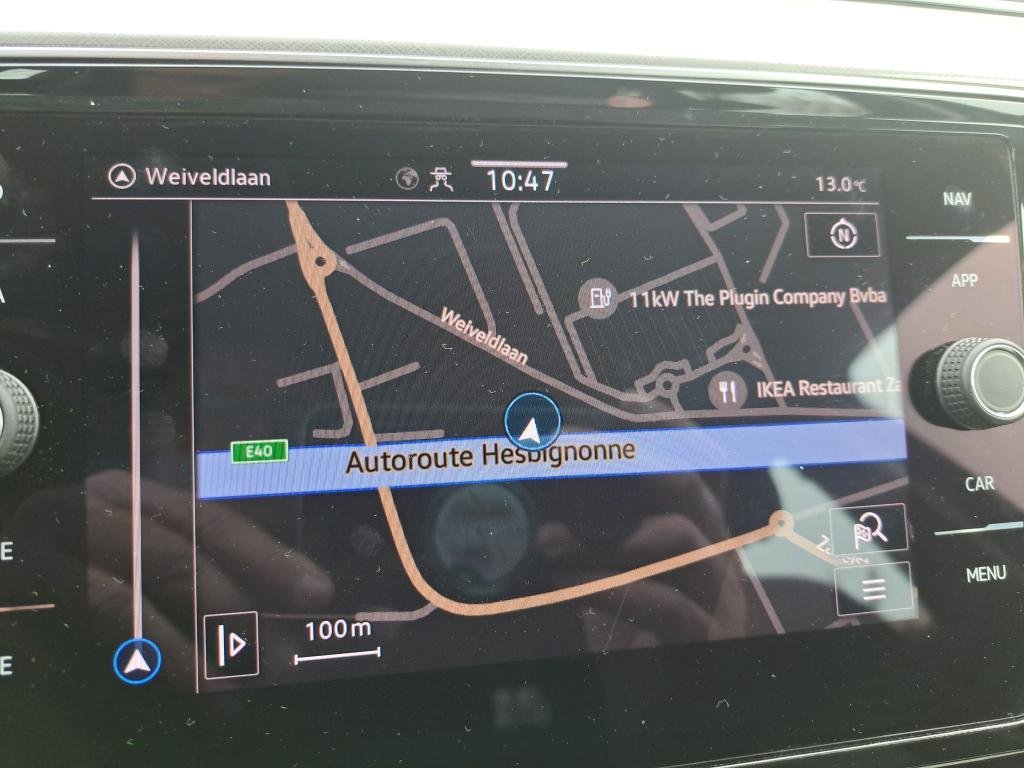 Weiveldlaan
10:47
13.0°C
NAV
N
APP
11kW The Plugin Company Bvba
Weiveldlaan
IKEA Restaurant Za
E40
Autoroute Hesbignonne
CAR
E
MENU
100m
E